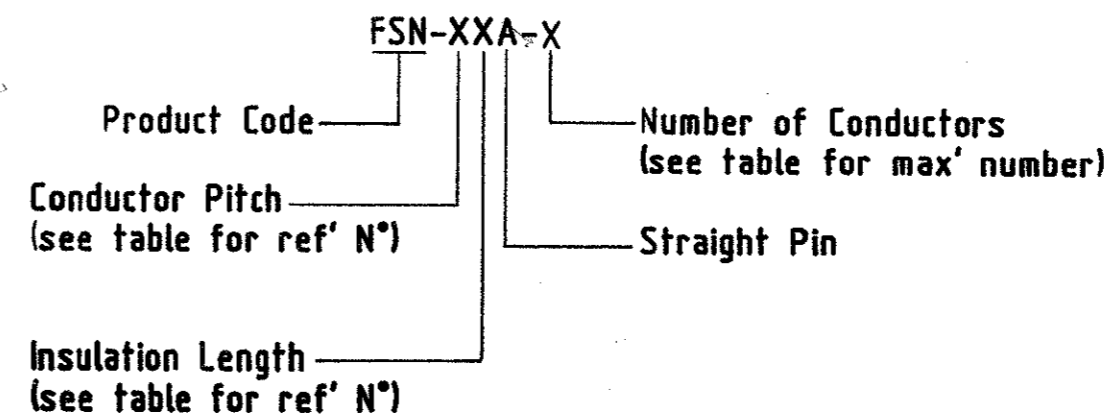 FSN-XXA-X
Product Code
Number of Conductors
(see table for max' number)
Conductor Pitch
(see table for ref' N°)
Straight Pin
Insulation Length
(see table for ref' N°)